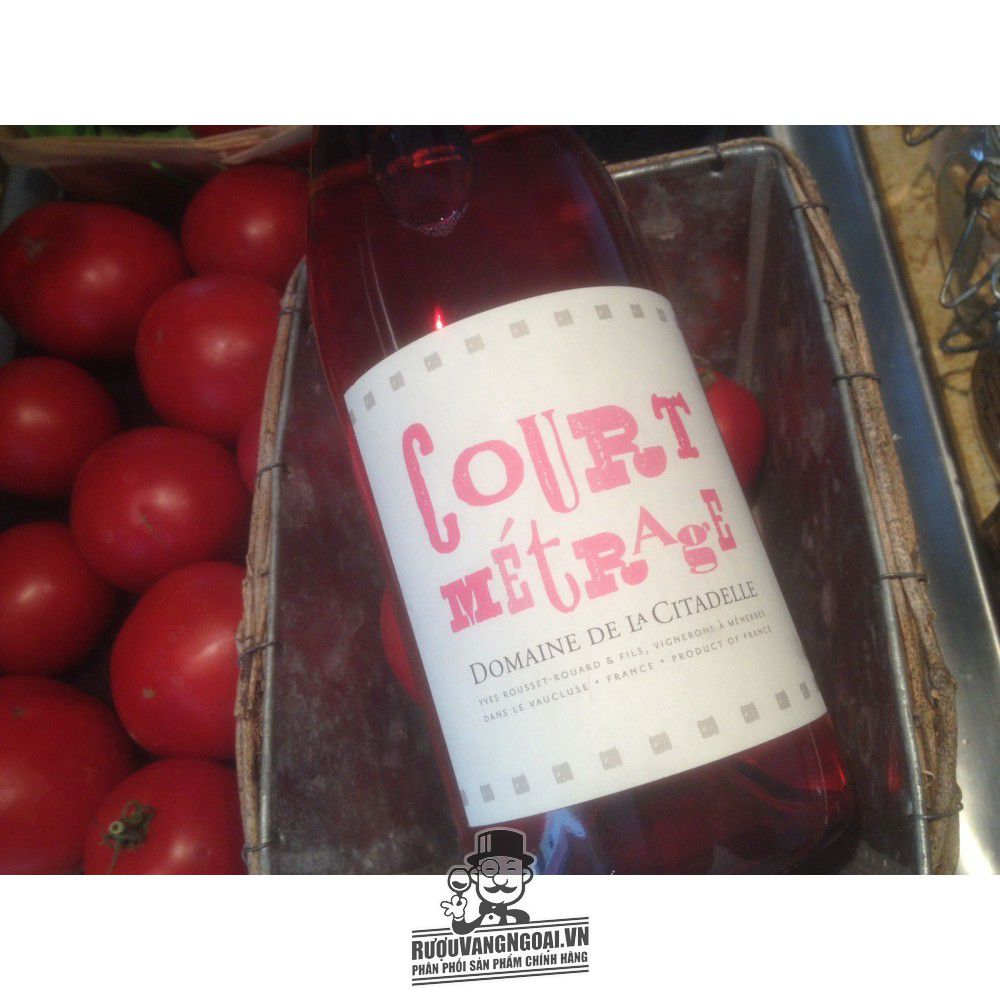 COURT
MÉTRAgE
DOMAINE DE LA CITADELLE
YVES ROUSSET-ROUARD & FILS, VIGNERONS À MÉNERBES
DANS LE VAUCLUSE • FRANCE • PRODUCT OF FRANCE
RƯỢUVANGNGOẠI.VN
PHÂN PHỐI SẢN PHẨM CHÍNH HÃNG